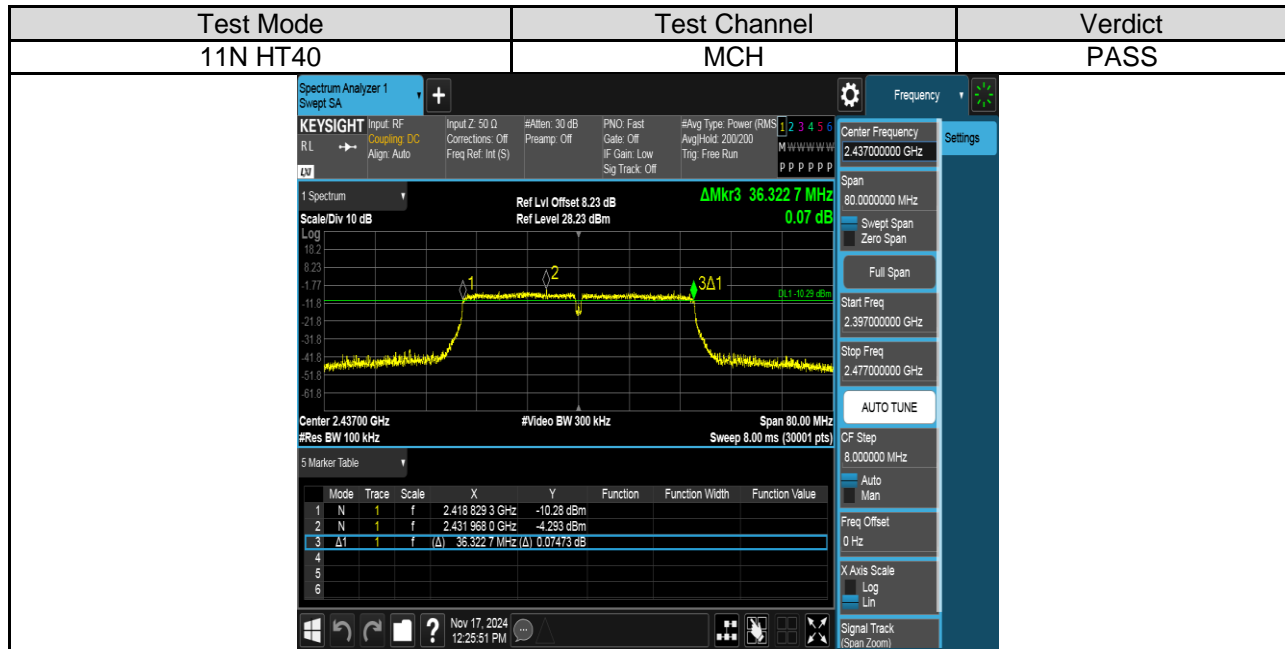 Test Mode Test Channel Verdict
11N HT40 MCH PASS
Spectrum Analyzer 1
Swept SA
+
Frequency
KEYSIGHT
RL
LXI
Input: RF
Coupling: DC
Align: Auto
Input Z: 50 Ω
Corrections: Off
Freq Ref: Int (S)
#Atten: 30 dB
Preamp: Off
PNO: Fast
Gate: Off
IF Gain: Low
Sig Track: Off
#Avg Type: Power (RMS
Avg|Hold: 200/200
Trig: Free Run
1 2 3 4 5 6
M W W W W W
P P P P P P
1 Spectrum
Scale/Div 10 dB
Ref Lvl Offset 8.23 dB
Ref Level 28.23 dBm
ΔMkr3 36.322 7 MHz
0.07 dB
Log
18.2
8.23
-1.77
-11.8
-21.8
-31.8
-41.8
-51.8
-61.8
1
2
3Δ1
DL1 -10.29 dBm
Center 2.43700 GHz #Video BW 300 kHz Span 80.00 MHz
#Res BW 100 kHz Sweep 8.00 ms (30001 pts)
5 Marker Table
Mode Trace Scale X Y Function Function Width Function Value
1 N 1 f 2.418 829 3 GHz -10.28 dBm
2 N 1 f 2.431 968 0 GHz -4.293 dBm
3 Δ1 1 f (Δ) 36.322 7 MHz (Δ) 0.07473 dB
4
5
6
?
Nov 17, 2024
12:25:51 PM
Settings
Center Frequency
2.437000000 GHz
Span
80.0000000 MHz
Swept Span
Zero Span
Full Span
Start Freq
2.397000000 GHz
Stop Freq
2.477000000 GHz
AUTO TUNE
CF Step
8.000000 MHz
Auto
Man
Freq Offset
0 Hz
X Axis Scale
Log
Lin
Signal Track
(Span Zoom)